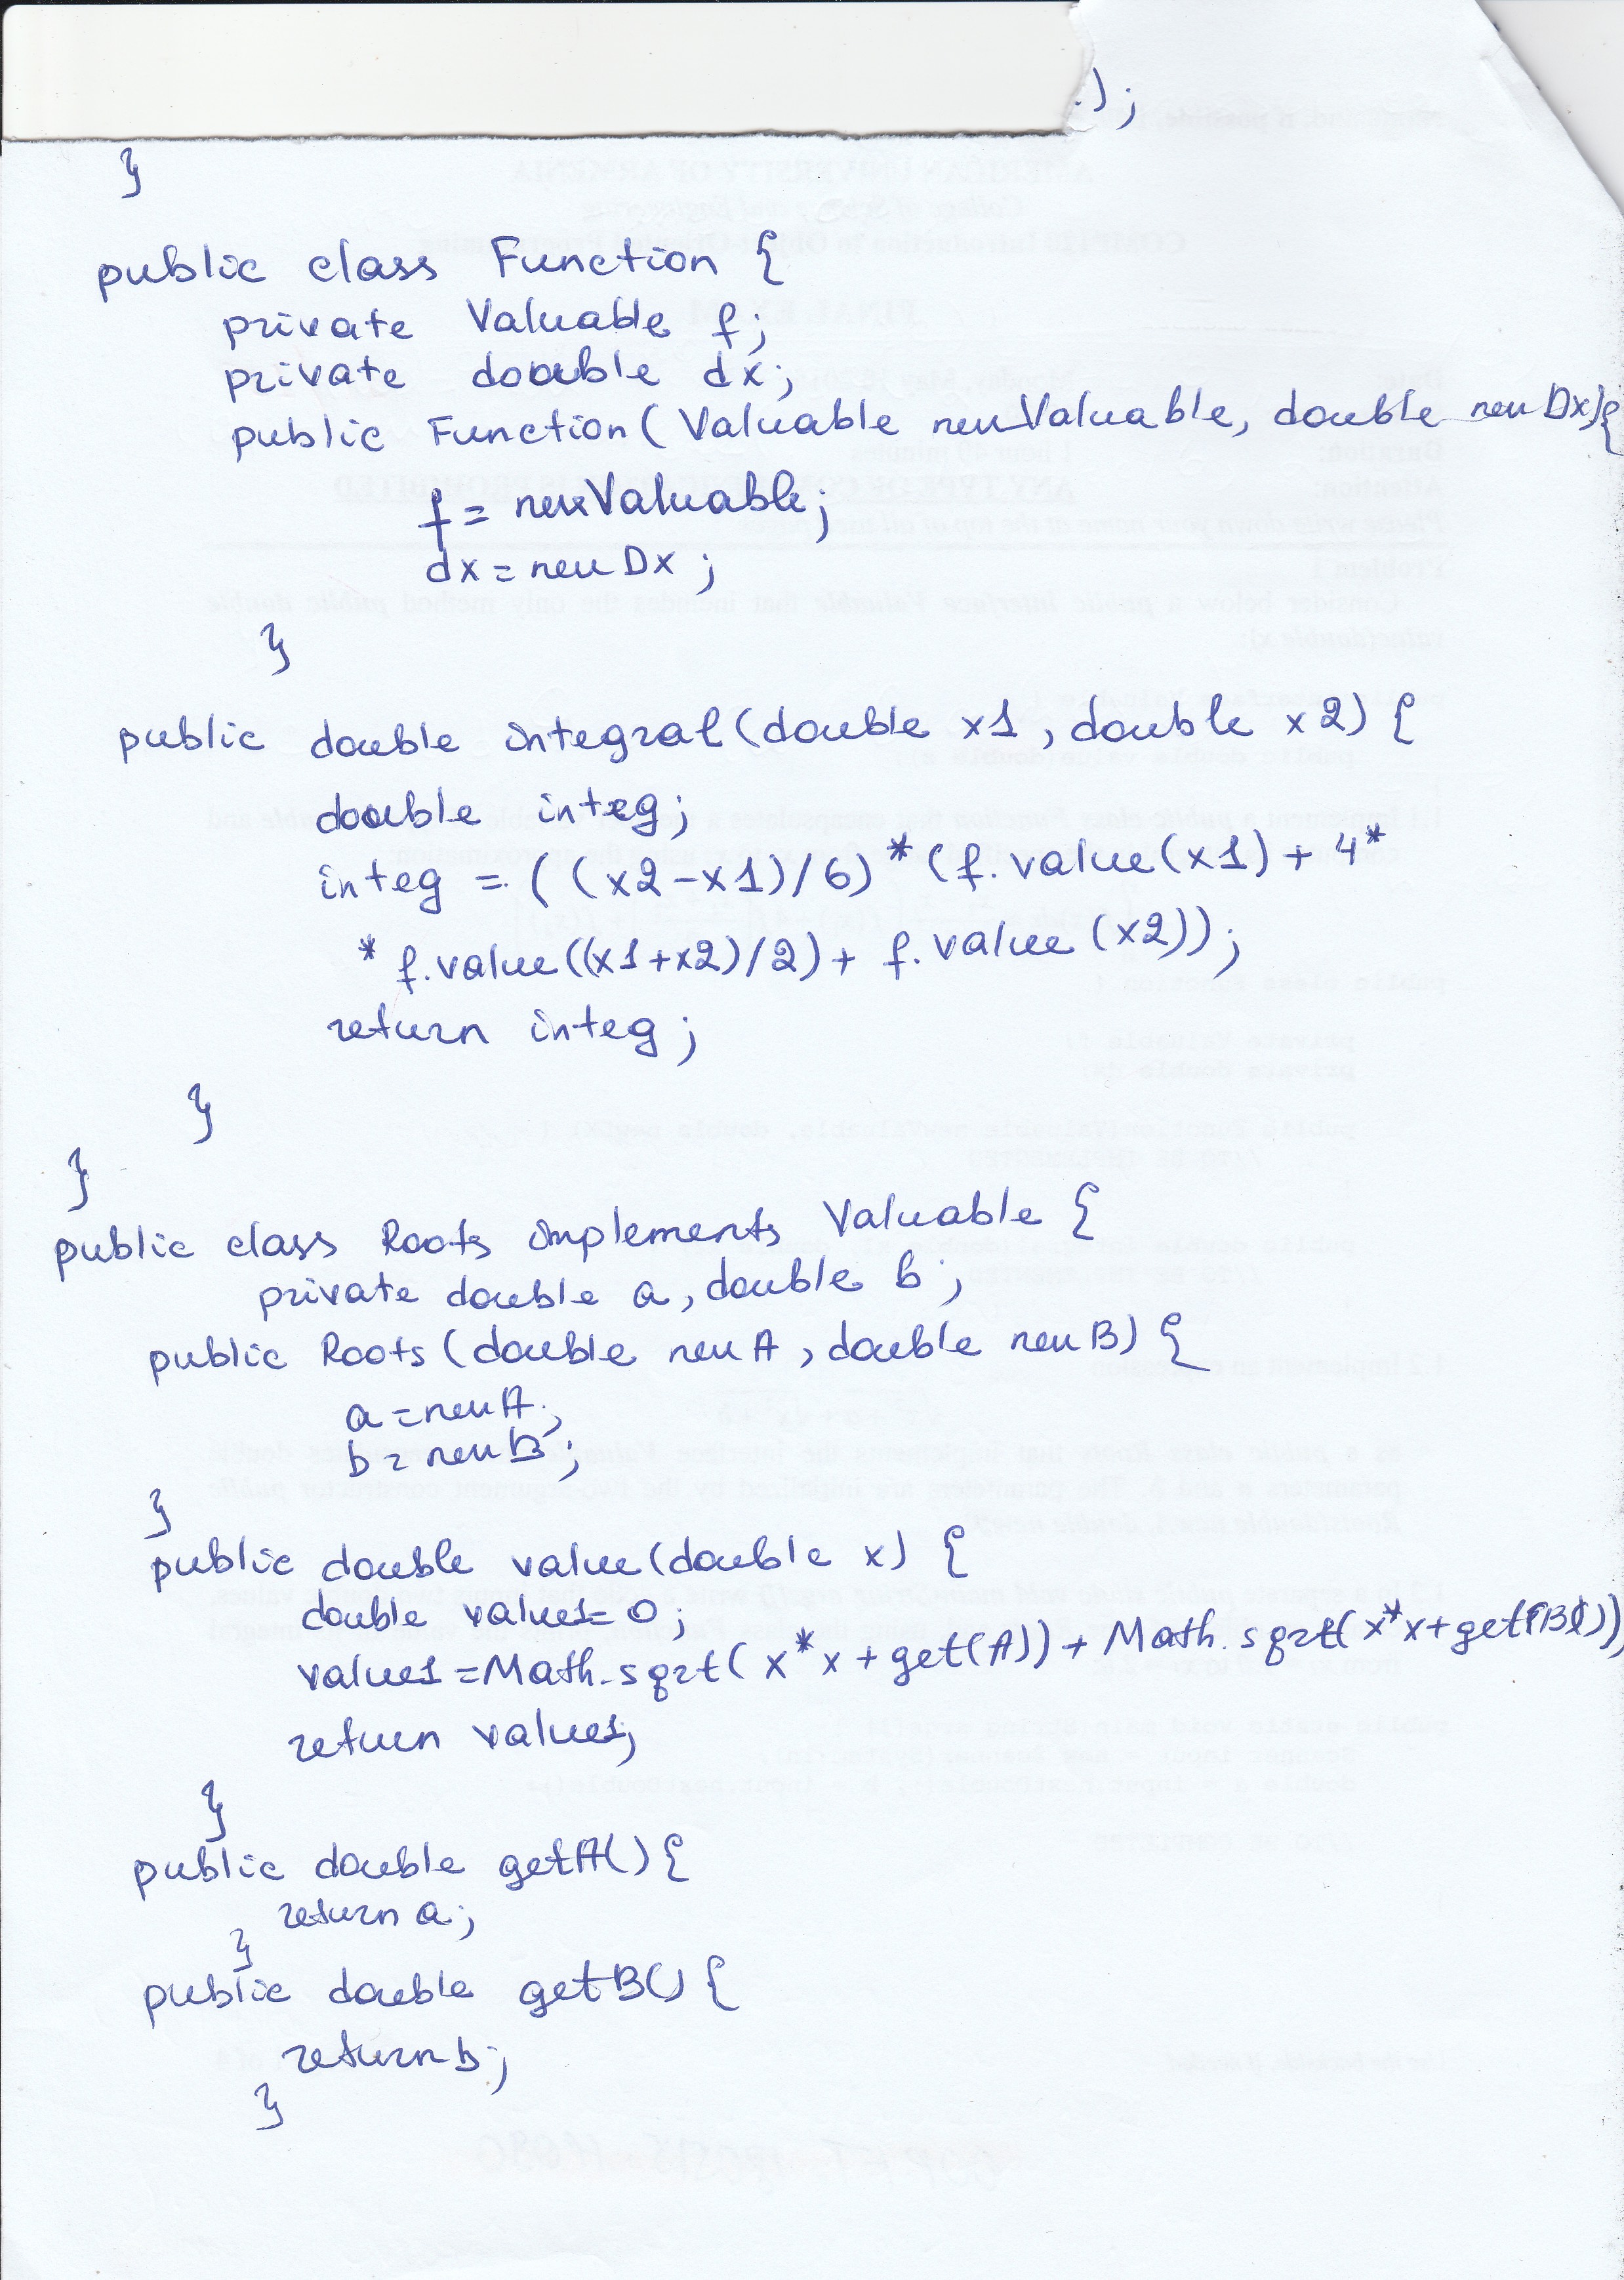 .);
}
public class Function {
private Valuable f;
private double dx;
public Function(Valuable newValuable, double newDx){
f = newValuable;
dx = newDx ;
}
public double integral(double x1 , double x2) {
double integ;
integ = ( (x2-x1)/6) * (f.value(x1) + 4*
* f.value((x1+x2)/2) + f.value (x2));
return integ;
}
}
public class Roots implements Valuable {
private double a, double b ;
public Roots (double newA , double newB) {
a = newA ;
b = newB ;
}
public double value(double x) {
double value1=0;
value1 = Math.sqrt( x*x + get(A)) + Math.sqrt(x*x+get(B))
return value1;
}
public double getA() {
return a;
}
public double getB() {
return b;
}